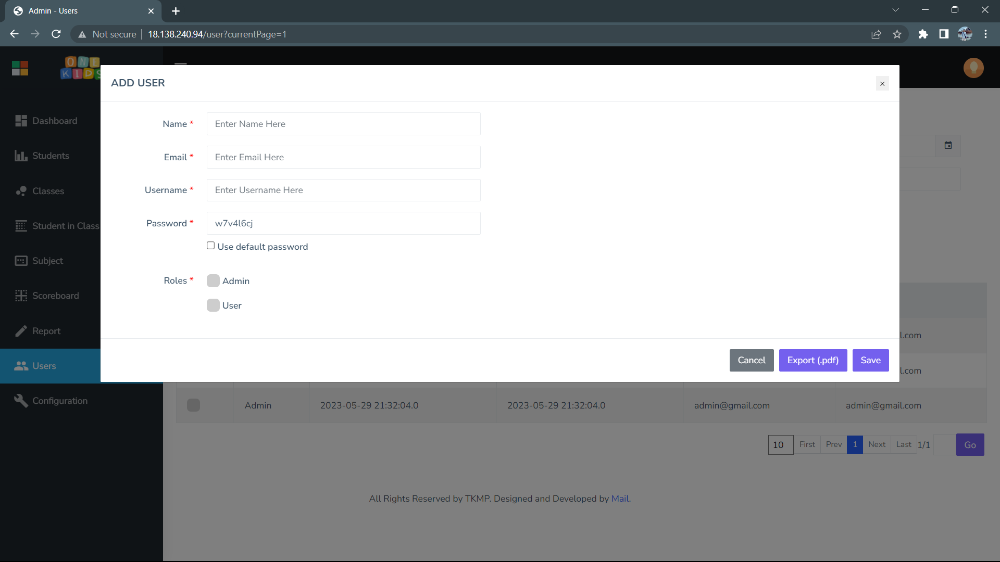 Admin - Users
Not secure
18.138.240.94/user?currentPage=1
ONE
KIDS
ADD USER
×
Dashboard
Students
Classes
Student in Class
Subject
Scoreboard
Report
Users
Configuration
Name *
Enter Name Here
Email *
Enter Email Here
Username *
Enter Username Here
Password *
w7v4l6cj
Use default password
Roles *
Admin
User
Cancel
Export (.pdf)
Save
l.com
l.com
Admin
2023-05-29 21:32:04.0
2023-05-29 21:32:04.0
admin@gmail.com
admin@gmail.com
10
First
Prev
1
Next
Last
1/1
Go
All Rights Reserved by TKMP. Designed and Developed by Mail.